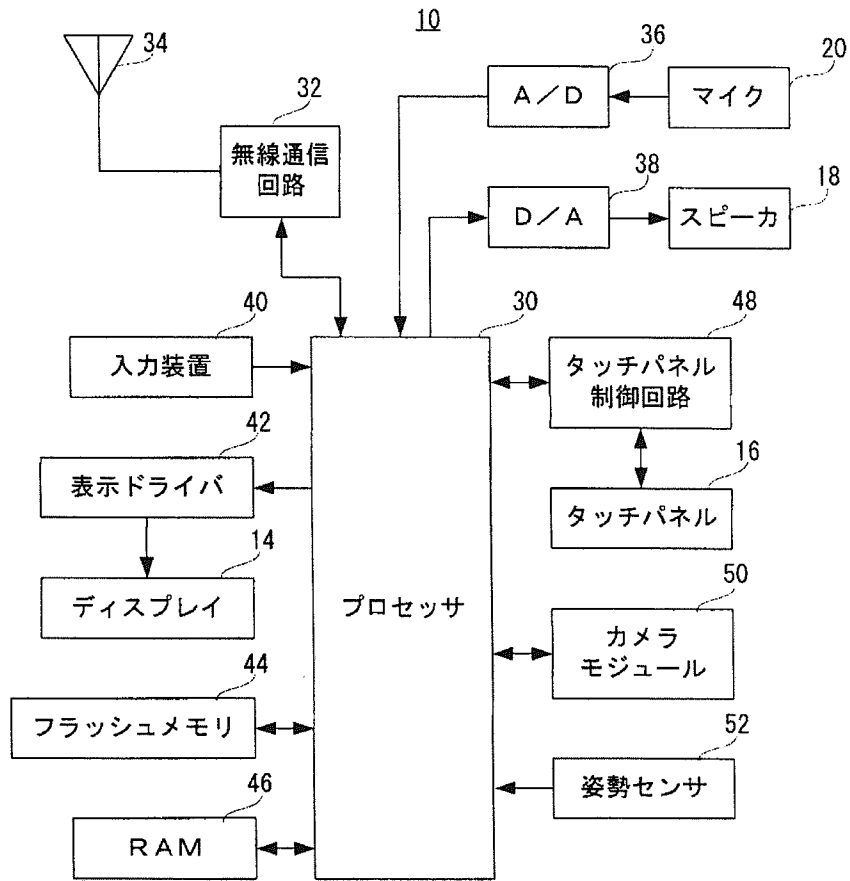 10
34
32
無線通信
回路
36
A/D
20
マイク
38
D/A
18
スピーカ
40
入力装置
30
プロセッサ
48
タッチパネル
制御回路
42
表示ドライバ
16
タッチパネル
14
ディスプレイ
50
カメラ
モジュール
44
フラッシュメモリ
52
姿勢センサ
46
RAM